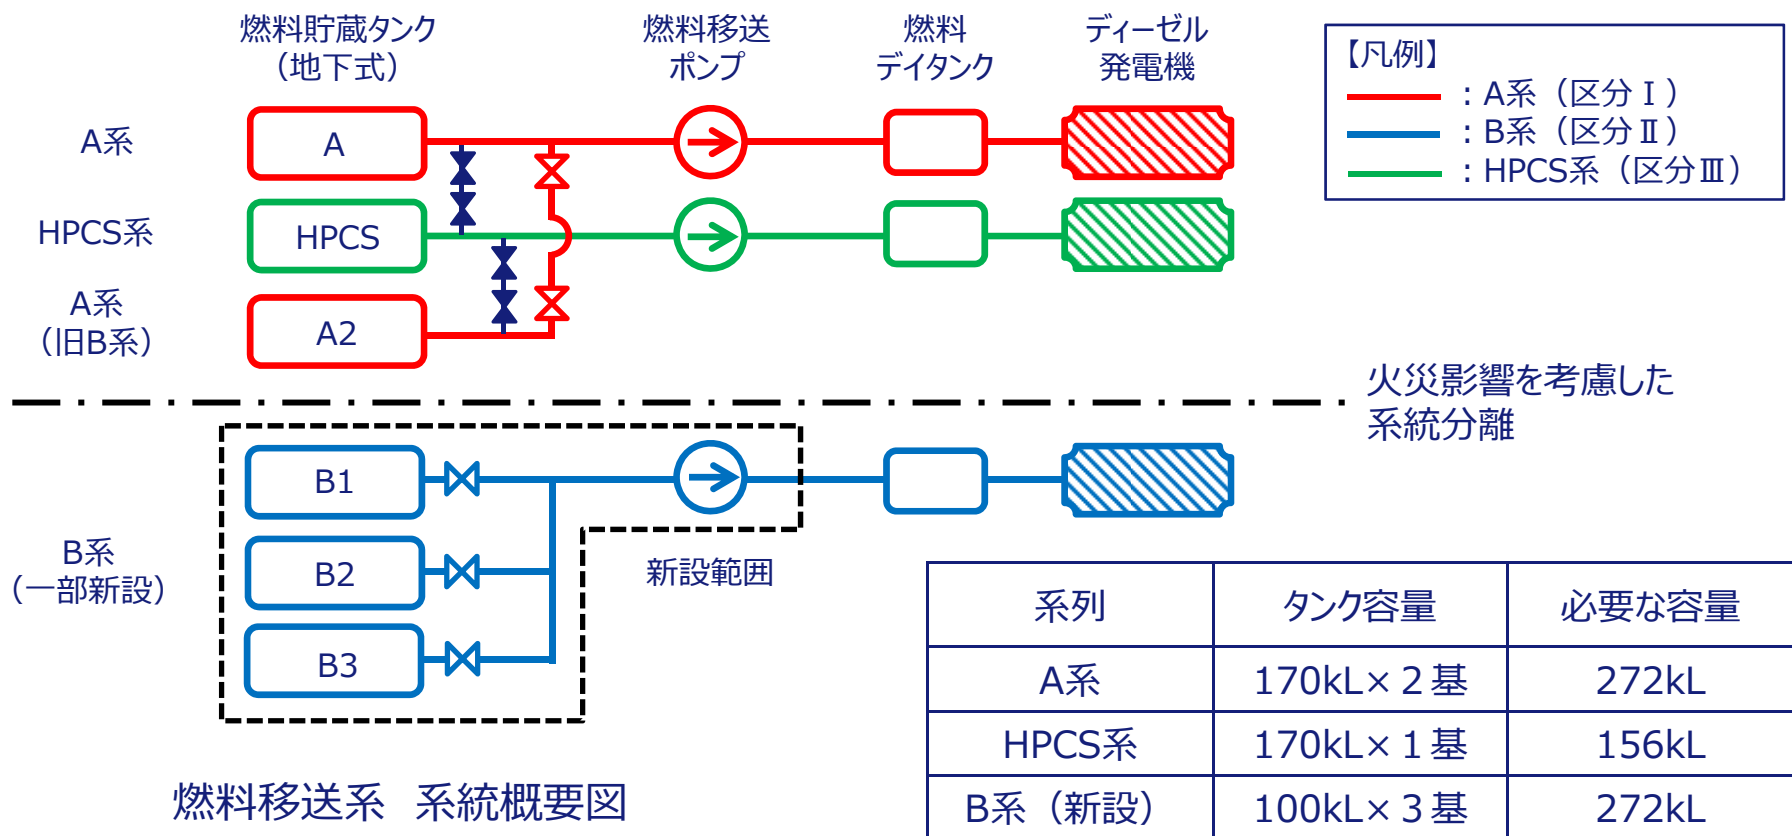 燃料貯蔵タンク
（地下式）
燃料移送
ポンプ
燃料
デイタンク
ディーゼル
発電機
【凡例】
：A系（区分Ⅰ）
：B系（区分Ⅱ）
：HPCS系（区分Ⅲ）
A系
A
HPCS系
HPCS
A系
（旧B系）
A2
火災影響を考慮した
系統分離
B1
B2
B3
B系
（一部新設）
新設範囲
系列 タンク容量 必要な容量
A系 170kL×２基 272kL
HPCS系 170kL×１基 156kL
B系（新設） 100kL×３基 272kL
燃料移送系 系統概要図